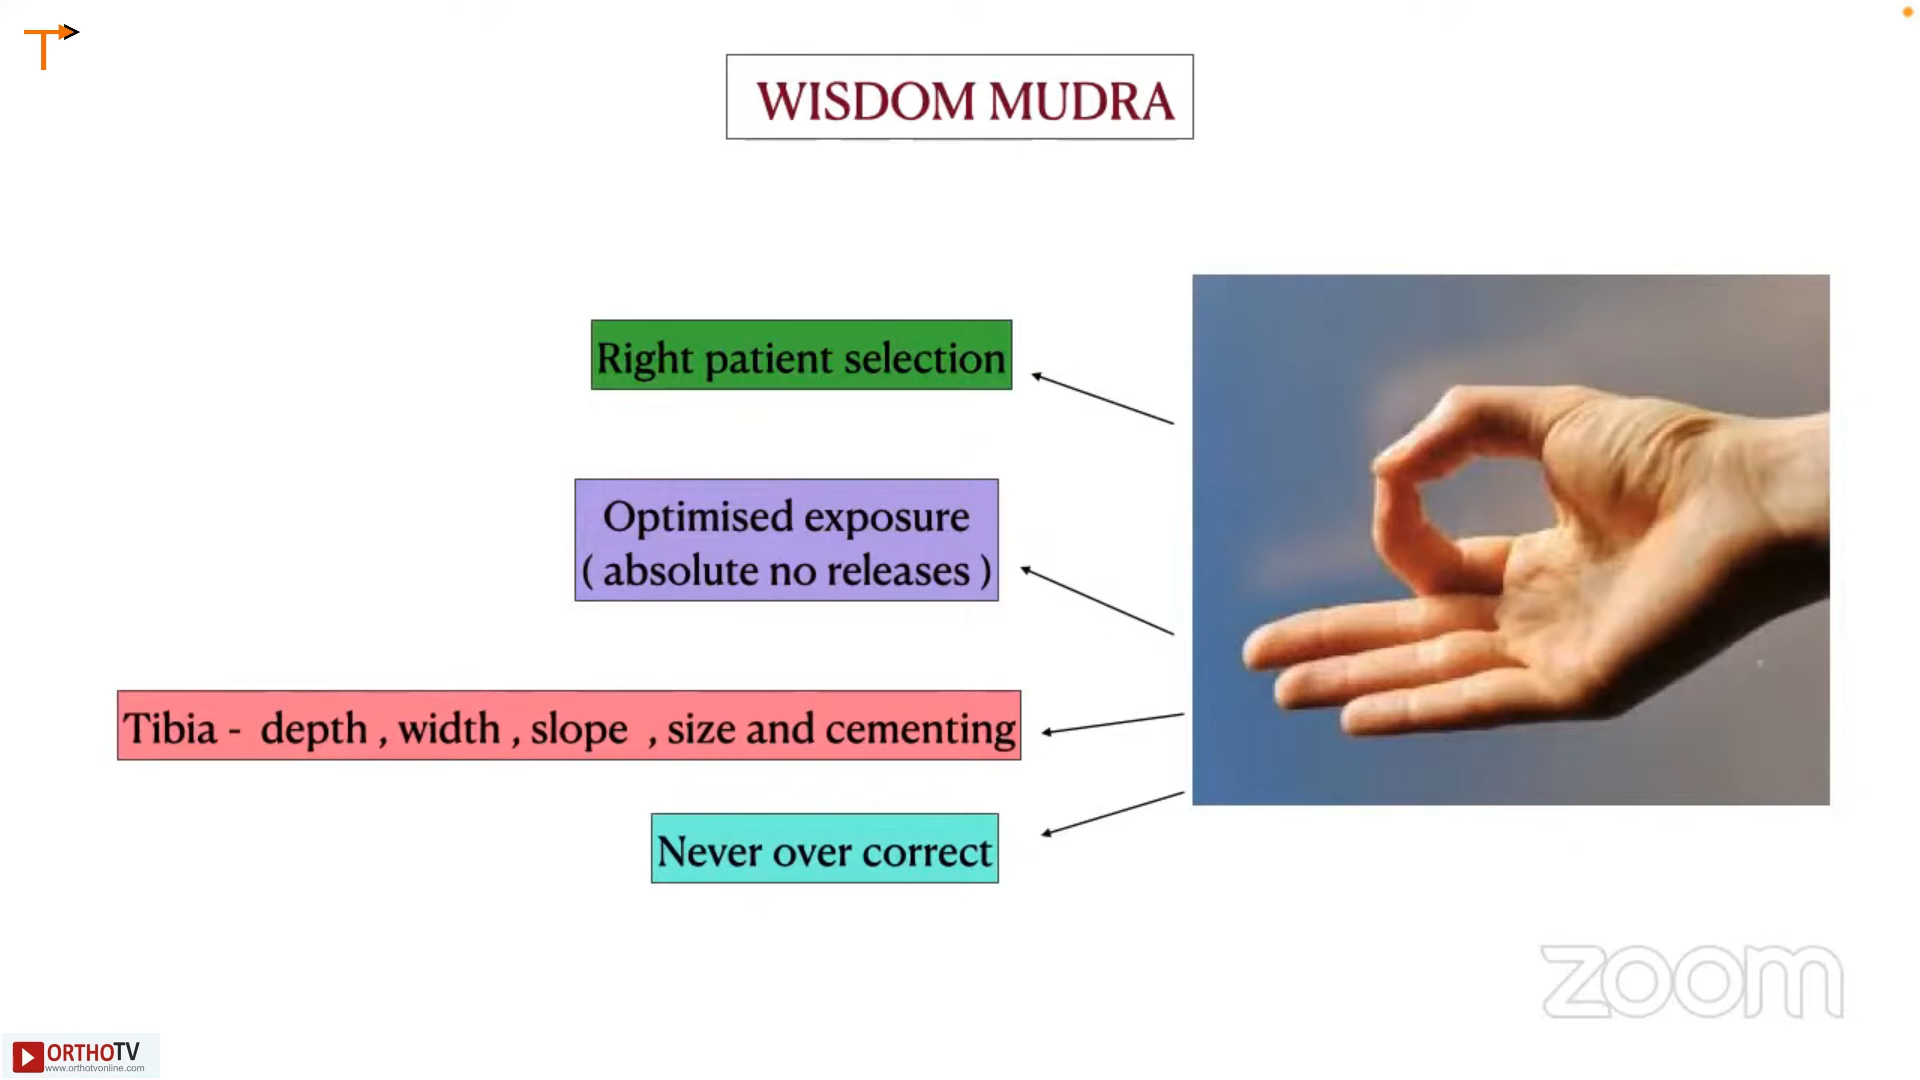 T
WISDOM MUDRA
Right patient selection
Optimised exposure
( absolute no releases )
Tibia - depth , width , slope , size and cementing
Never over correct
zoom
ORTHOTV
www.orthotvonline.com